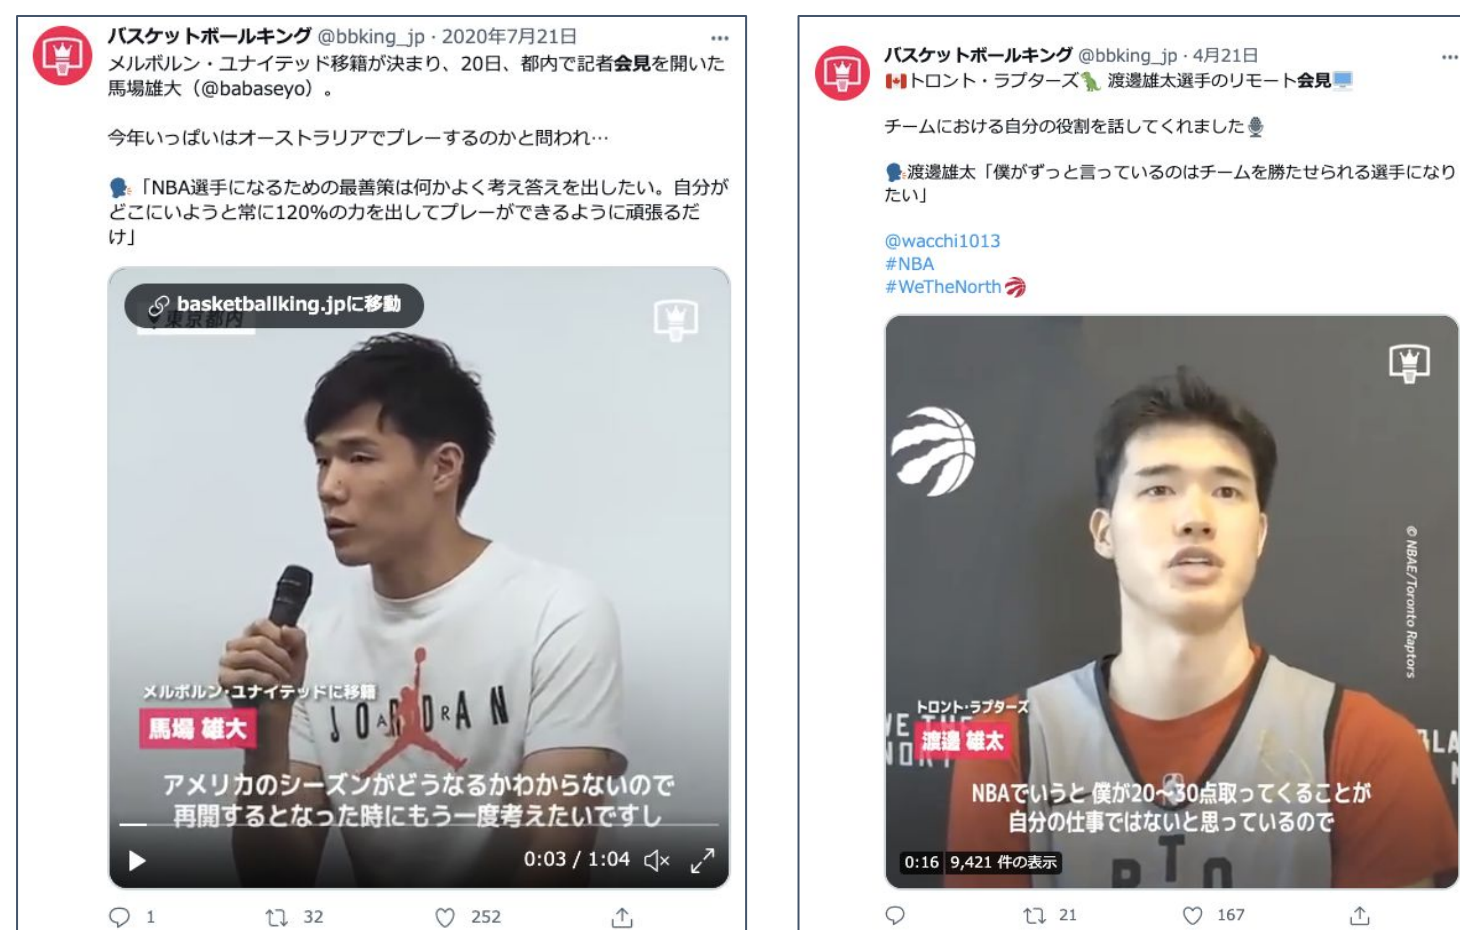 バスケットボールキング @bbking_jp · 2020年7月21日
メルボルン・ユナイテッド移籍が決まり、20日、都内で記者会見を開いた
馬場雄大（@babaseyo）。
今年いっぱいはオーストラリアでプレーするのかと問われ…
「NBA選手になるための最善策は何かよく考え答えを出したい。自分が
どこにいようと常に120%の力を出してプレーができるように頑張るだ
け」
basketballking.jpに移動
東京都内
JORDAN
AIR
メルボルン・ユナイテッドに移籍
馬場 雄大
アメリカのシーズンがどうなるかわからないので
再開するとなった時にもう一度考えたいですし
0:03 / 1:04
1
32
252
バスケットボールキング @bbking_jp · 4月21日
トロント・ラプターズ 渡邊雄太選手のリモート会見
チームにおける自分の役割を話してくれました
渡邊雄太「僕がずっと言っているのはチームを勝たせられる選手になり
たい」
@wacchi1013
#NBA
#WeTheNorth
© NBAE/Toronto Raptors
トロント・ラプターズ
渡邊 雄太
NBAでいうと 僕が20〜30点取ってくることが
自分の仕事ではないと思っているので
0:16 9,421 件の表示
21
167